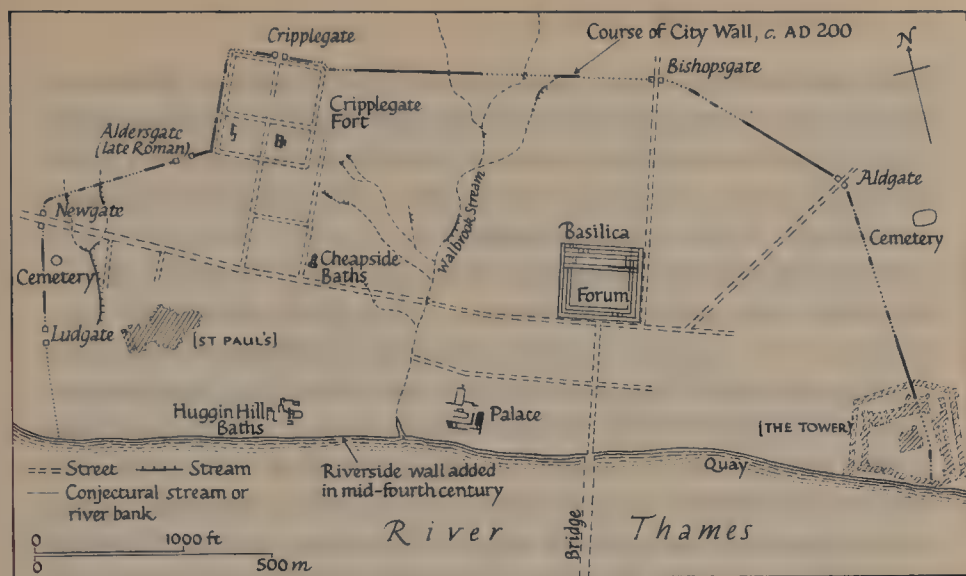 Cripplegate
Course of City Wall, c. AD 200
N
Bishopsgate
Cripplegate
Fort
Aldersgate
(late Roman)
Aldgate
Newgate
Walbrook Stream
Cemetery
Basilica
Cheapside
Baths
Cemetery
Forum
Ludgate
[ST PAUL'S]
Huggin Hill
Baths
Palace
[THE TOWER]
Quay
Street
Stream
Riverside wall added
in mid-fourth century
Conjectural stream or
river bank
River Thames
Bridge
0 1000 ft
0 500 m